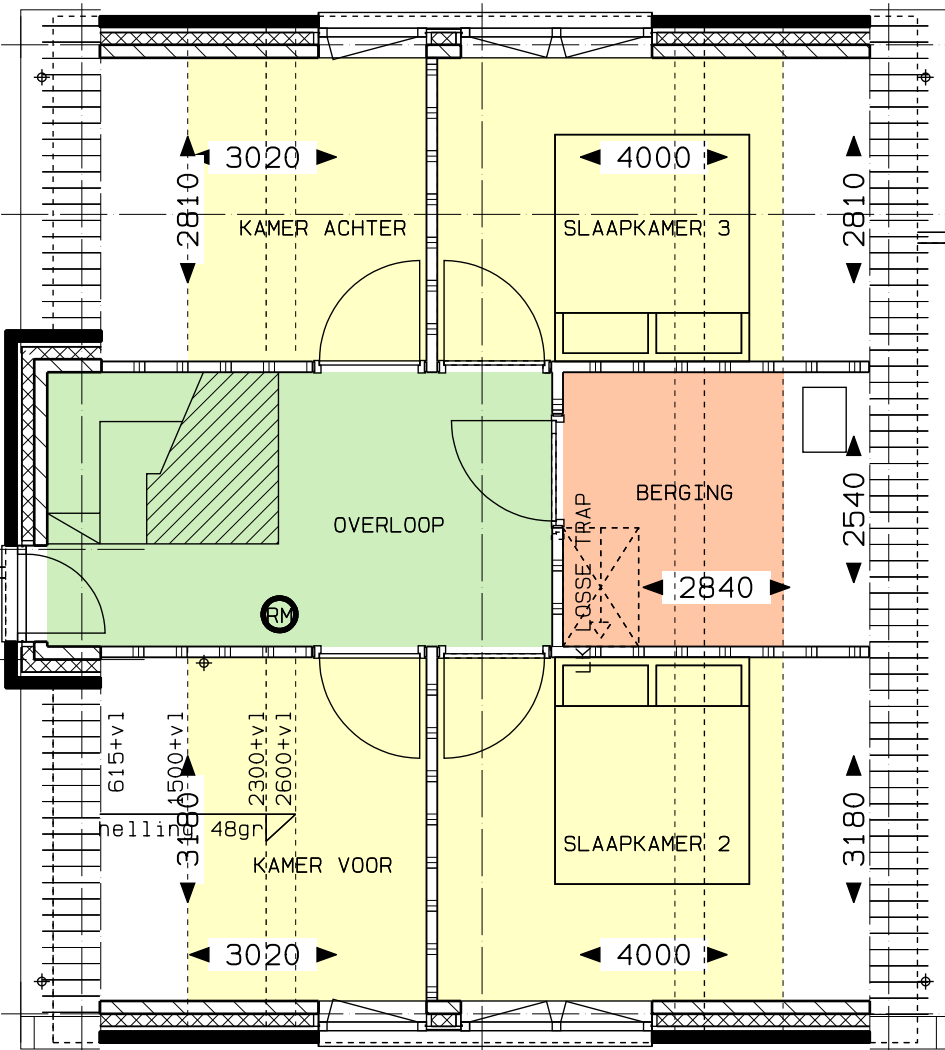 3020
4000
2810
2810
KAMER ACHTER
SLAAPKAMER 3
BERGING
OVERLOOP
2540
LK LOSSE TRAP
2840
RM
615+vl
1500+vl
2300+vl
2600+vl
3180
3180
helling 48gr
KAMER VOOR
SLAAPKAMER 2
3020
4000